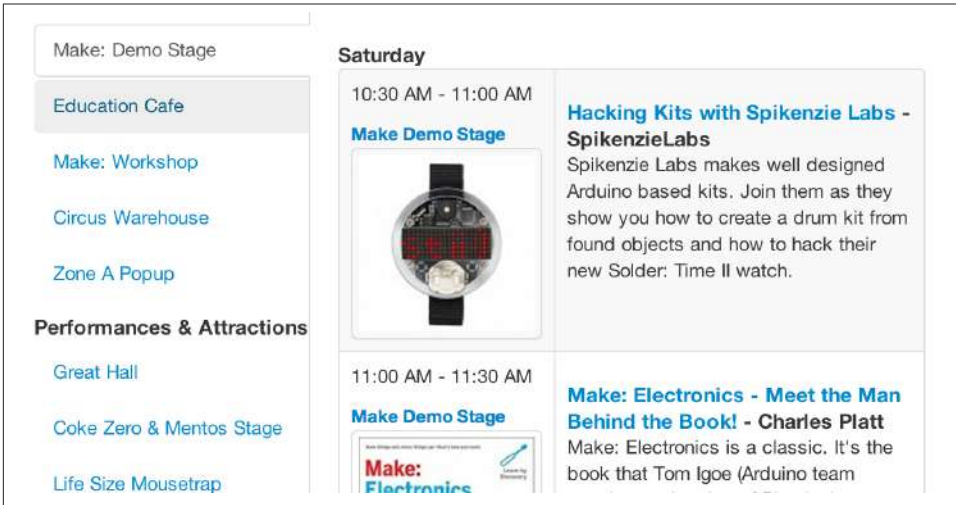 Make: Demo Stage
Education Cafe
Make: Workshop
Circus Warehouse
Zone A Popup
Performances & Attractions
Great Hall
Coke Zero & Mentos Stage
Life Size Mousetrap
Saturday
10:30 AM - 11:00 AM
Make Demo Stage
Hacking Kits with Spikenzie Labs -
SpikenzieLabs
Spikenzie Labs makes well designed
Arduino based kits. Join them as they
show you how to create a drum kit from
found objects and how to hack their
new Solder: Time II watch.
11:00 AM - 11:30 AM
Make Demo Stage
Make:
Electronics
Learn by
Discovery
Make: Electronics - Meet the Man
Behind the Book! - Charles Platt
Make: Electronics is a classic. It's the
book that Tom Igoe (Arduino team